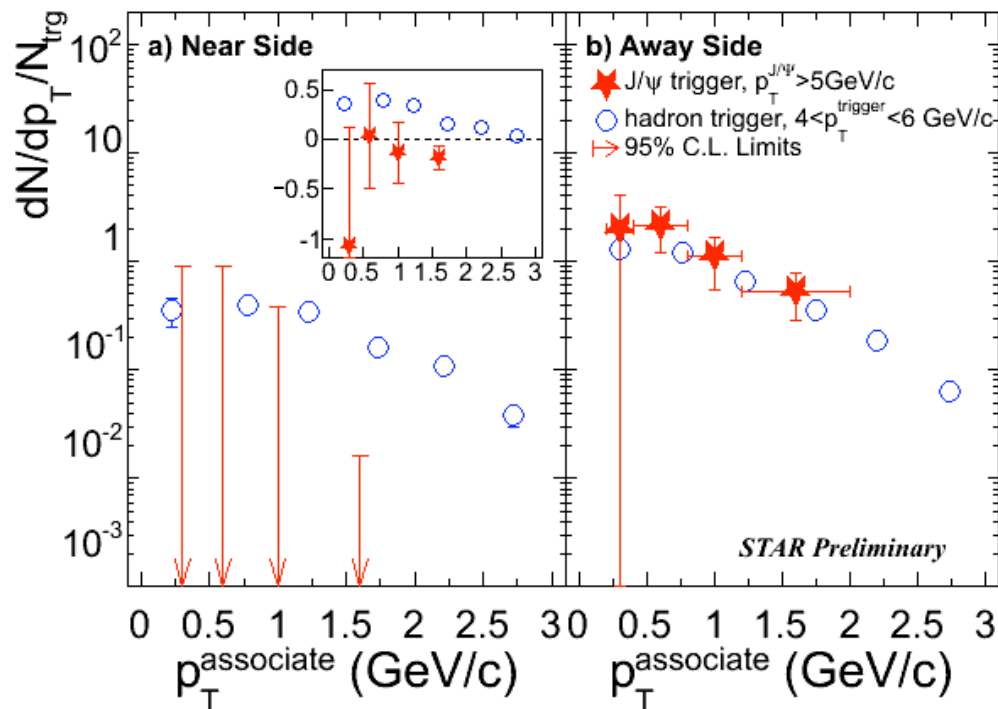 dN/dp_T/N_trg
10^2
10
1
10^-1
10^-2
10^-3
a) Near Side
0.5
0
−0.5
-1
0 0.5 1 1.5 2 2.5 3
b) Away Side
J/ψ trigger, p_T^J/Ψ>5GeV/c
hadron trigger, 4<p_T^trigger<6 GeV/c
95% C.L. Limits
STAR Preliminary
0 0.5 1 1.5 2 2.5 3
0 0.5 1 1.5 2 2.5 3
p_T^associate (GeV/c)
p_T^associate (GeV/c)